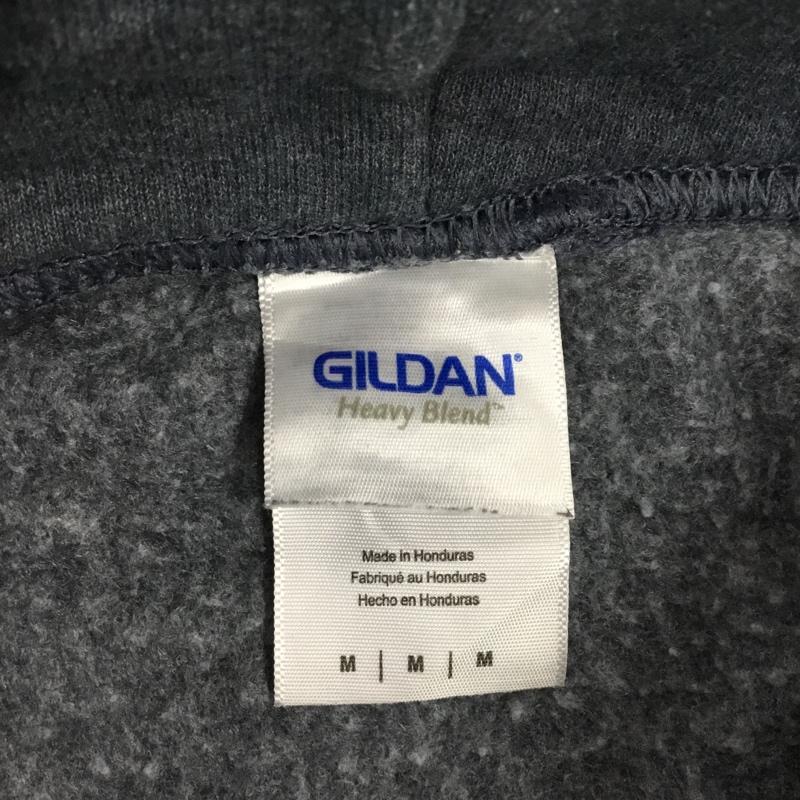 GILDAN®
Heavy Blend™
Made in Honduras
Fabriqué au Honduras
Hecho en Honduras
M | M | M